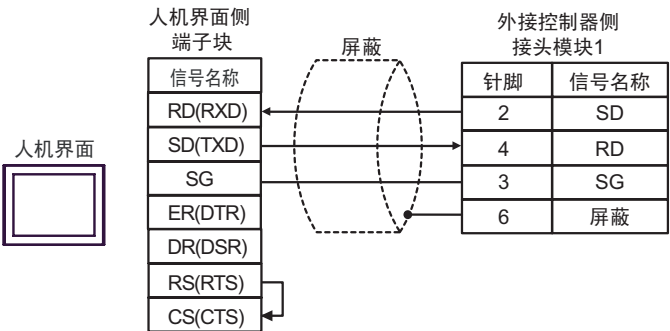 人机界面侧
端子块
外接控制器侧
接头模块1
屏蔽
人机界面
信号名称
RD(RXD)
SD(TXD)
SG
ER(DTR)
DR(DSR)
RS(RTS)
CS(CTS)
针脚 信号名称
2 SD
4 RD
3 SG
6 屏蔽